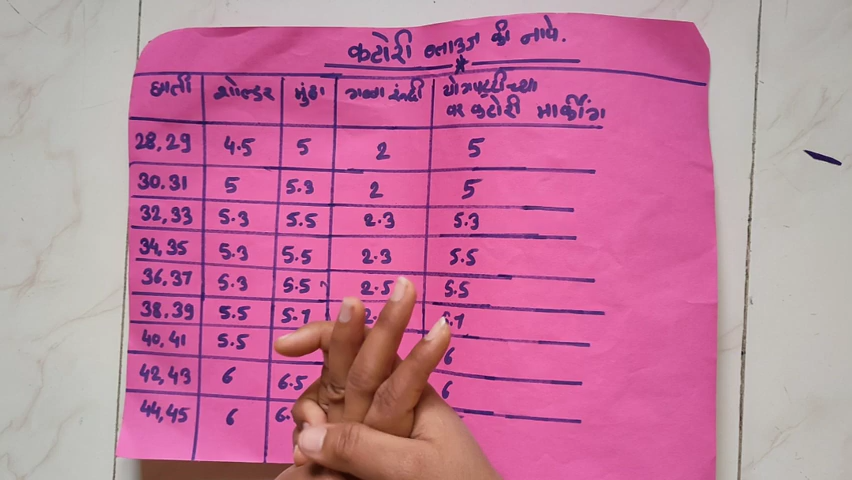 કટોરી બ્લાઉઝ કી નાપે.
છાતી શોલ્ડર મુંઢા ગળા રુંદી યોગપટ્ટીચ્યા
વર કટોરી માર્કીંગ
28,29 4.5 5 2 5
30.31 5 5.3 2 5
32,33 5.3 5.5 2.3 5.3
34,35 5.3 5.5 2.3 5.5
36,37 5.3 5.5 2.5 5.5
38,39 5.5 5.7
40,41 5.5 6
42,43 6 6.5 6
44,45 6